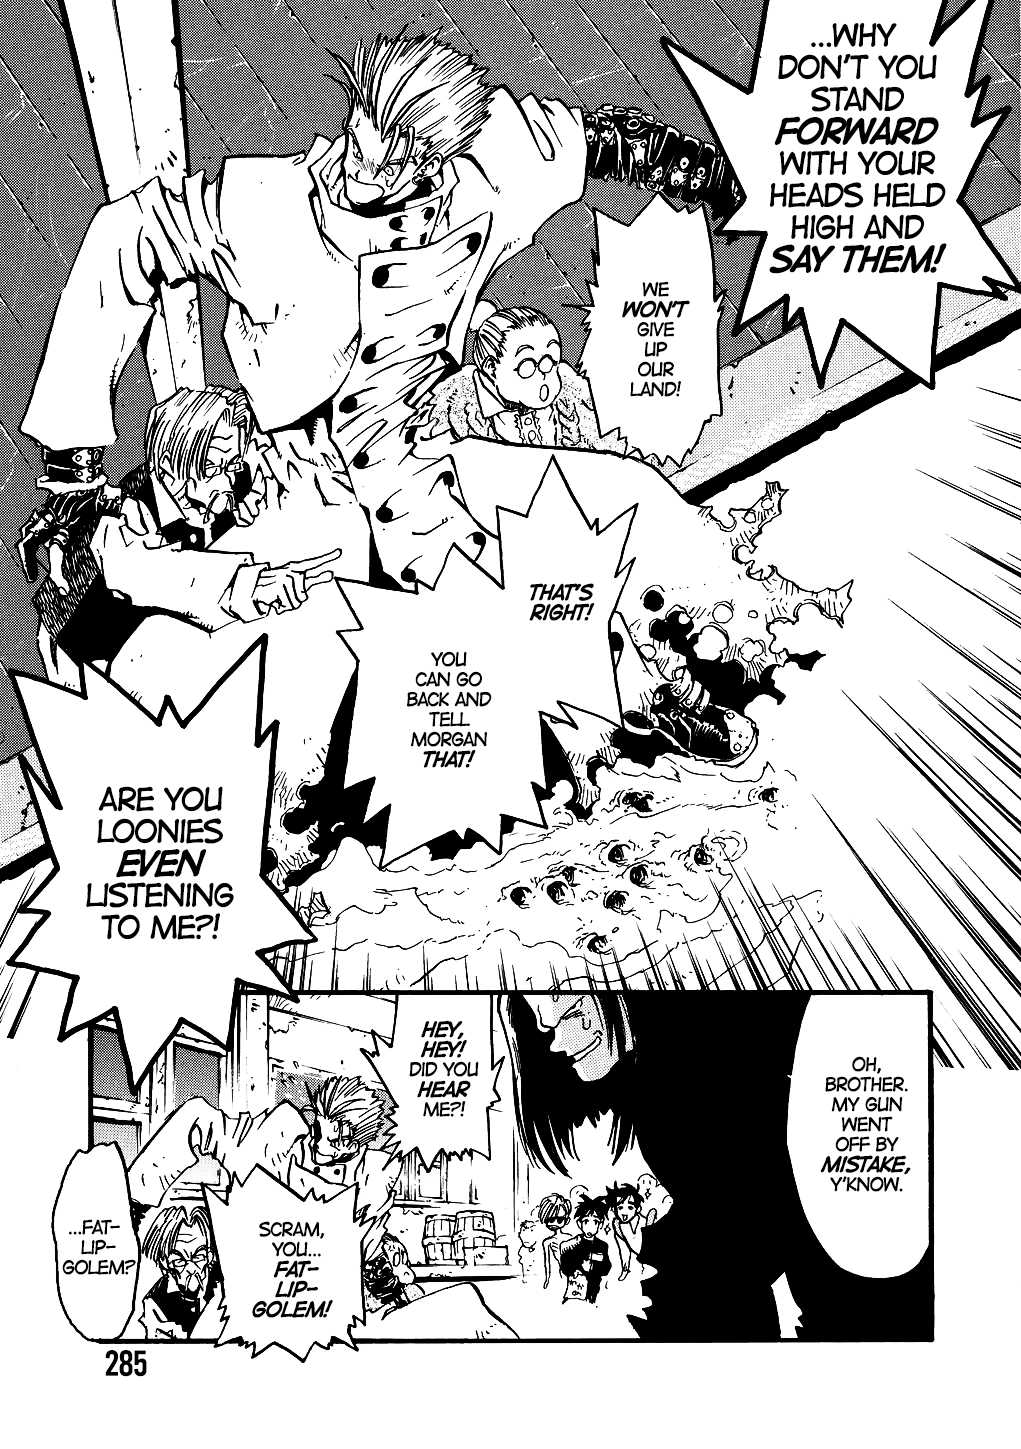 ...WHY
DON'T YOU
STAND
FORWARD
WITH YOUR
HEADS HELD
HIGH AND
SAY THEM!
WE
WON'T
GIVE
UP
OUR
LAND!
THAT'S
RIGHT!
YOU
CAN GO
BACK AND
TELL
MORGAN
THAT!
ARE YOU
LOONIES
EVEN
LISTENING
TO ME?!
OH,
BROTHER.
MY GUN
WENT
OFF BY
MISTAKE,
Y'KNOW.
HEY,
HEY!
DID YOU
HEAR
ME?!
SCRAM,
YOU...
FAT-
LIP-
GOLEM!
...FAT-
LIP-
GOLEM?
285